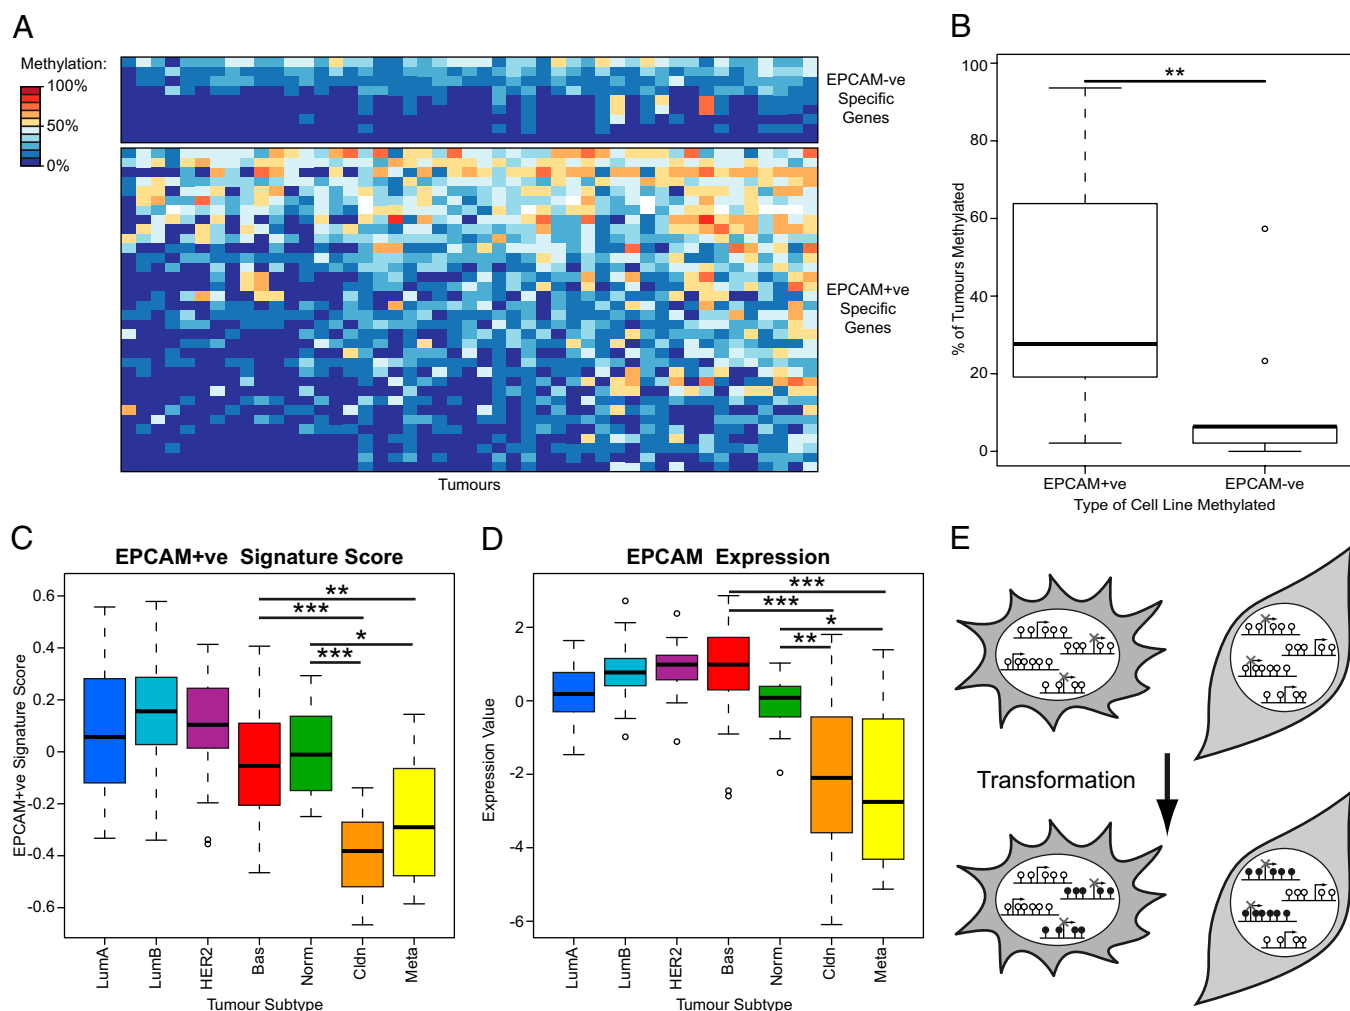 A
Methylation:
100%
50%
0%
EPCAM-ve
Specific
Genes
EPCAM+ve
Specific
Genes
Tumours
B
% of Tumours Methylated
100
80
60
40
20
0
**
EPCAM+ve
EPCAM-ve
Type of Cell Line Methylated
C
EPCAM+ve Signature Score
EPCAM+ve Signature Score
0.6
0.4
0.2
0
-0.2
-0.4
-0.6
**
***
*
***
LumA
LumB
HER2
Bas
Norm
Cldn
Meta
Tumour Subtype
D
EPCAM Expression
Expression Value
2
0
-2
-4
-6
***
***
*
**
LumA
LumB
HER2
Bas
Norm
Cldn
Meta
Tumour Subtype
E
Transformation